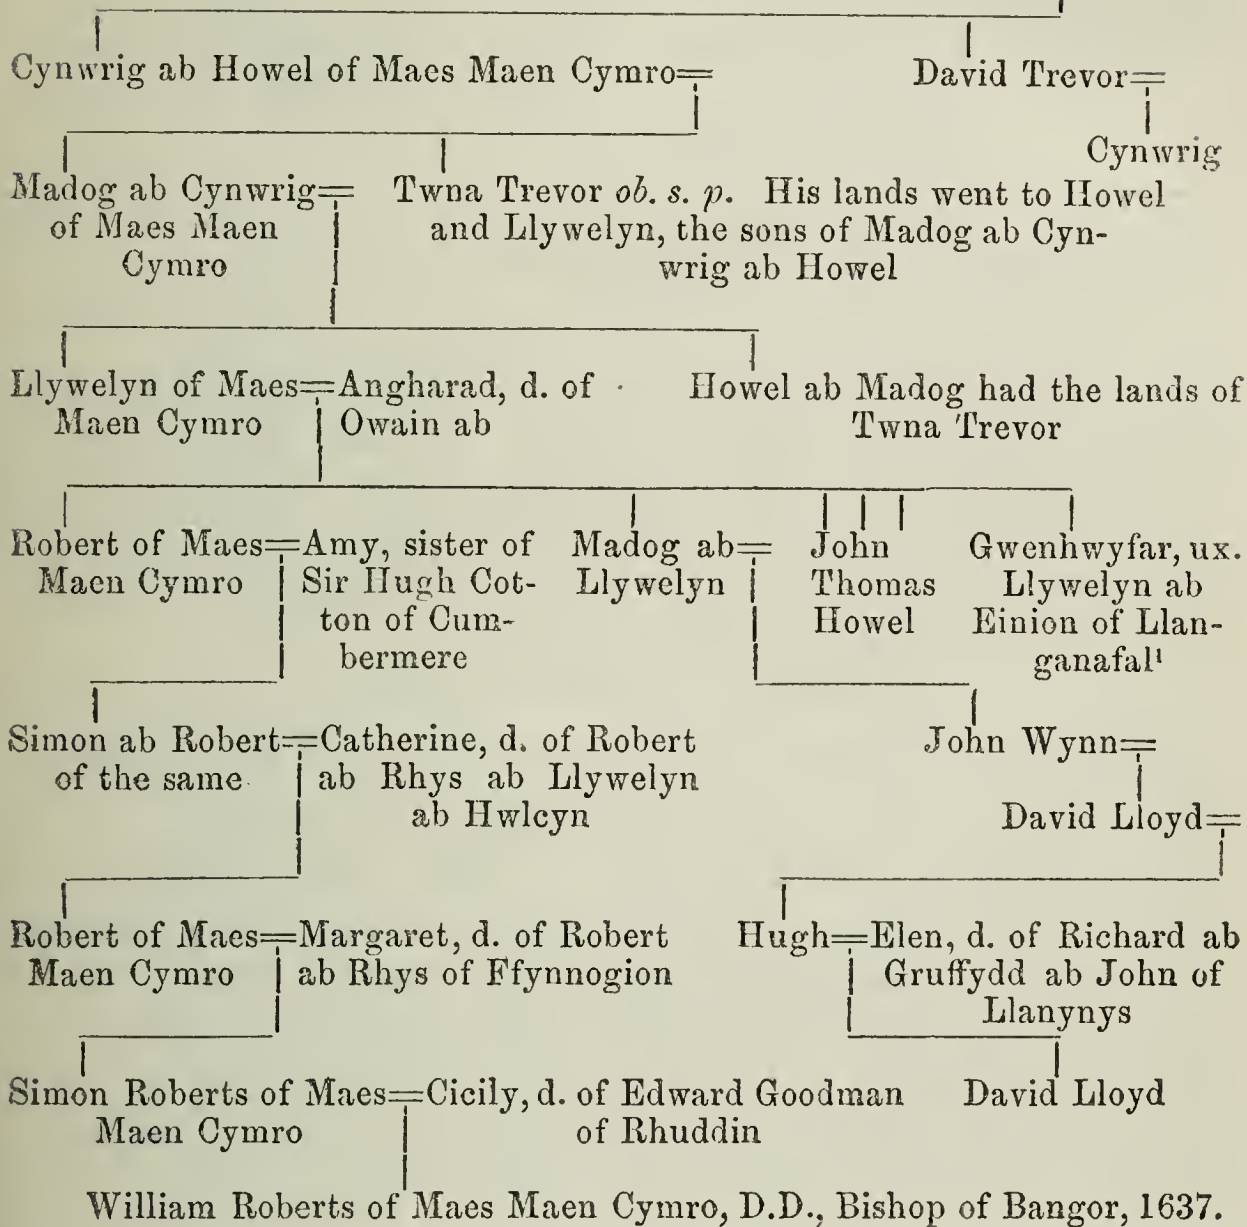 Cynwrig ab Howel of Maes Maen Cymro= David Trevor=
Cynwrig
Madog ab Cynwrig= Twna Trevor ob. s. p. His lands went to Howel
of Maes Maen and Llywelyn, the sons of Madog ab Cyn-
Cymro wrig ab Howel
Llywelyn of Maes=Angharad, d. of Howel ab Madog had the lands of
Maen Cymro Owain ab Twna Trevor
Robert of Maes=Amy, sister of Madog ab= John Gwenhwyfar, ux.
Maen Cymro Sir Hugh Cot- Llywelyn Thomas Llywelyn ab
ton of Cum- Howel Einion of Llan-
bermere ganafal¹
Simon ab Robert=Catherine, d. of Robert John Wynn=
of the same ab Rhys ab Llywelyn
ab Hwlcyn David Lloyd=
Robert of Maes=Margaret, d. of Robert Hugh=Elen, d. of Richard ab
Maen Cymro ab Rhys of Ffynnogion Gruffydd ab John of
Llanynys
Simon Roberts of Maes=Cicily, d. of Edward Goodman David Lloyd
Maen Cymro of Rhuddin
William Roberts of Maes Maen Cymro, D.D., Bishop of Bangor, 1637.